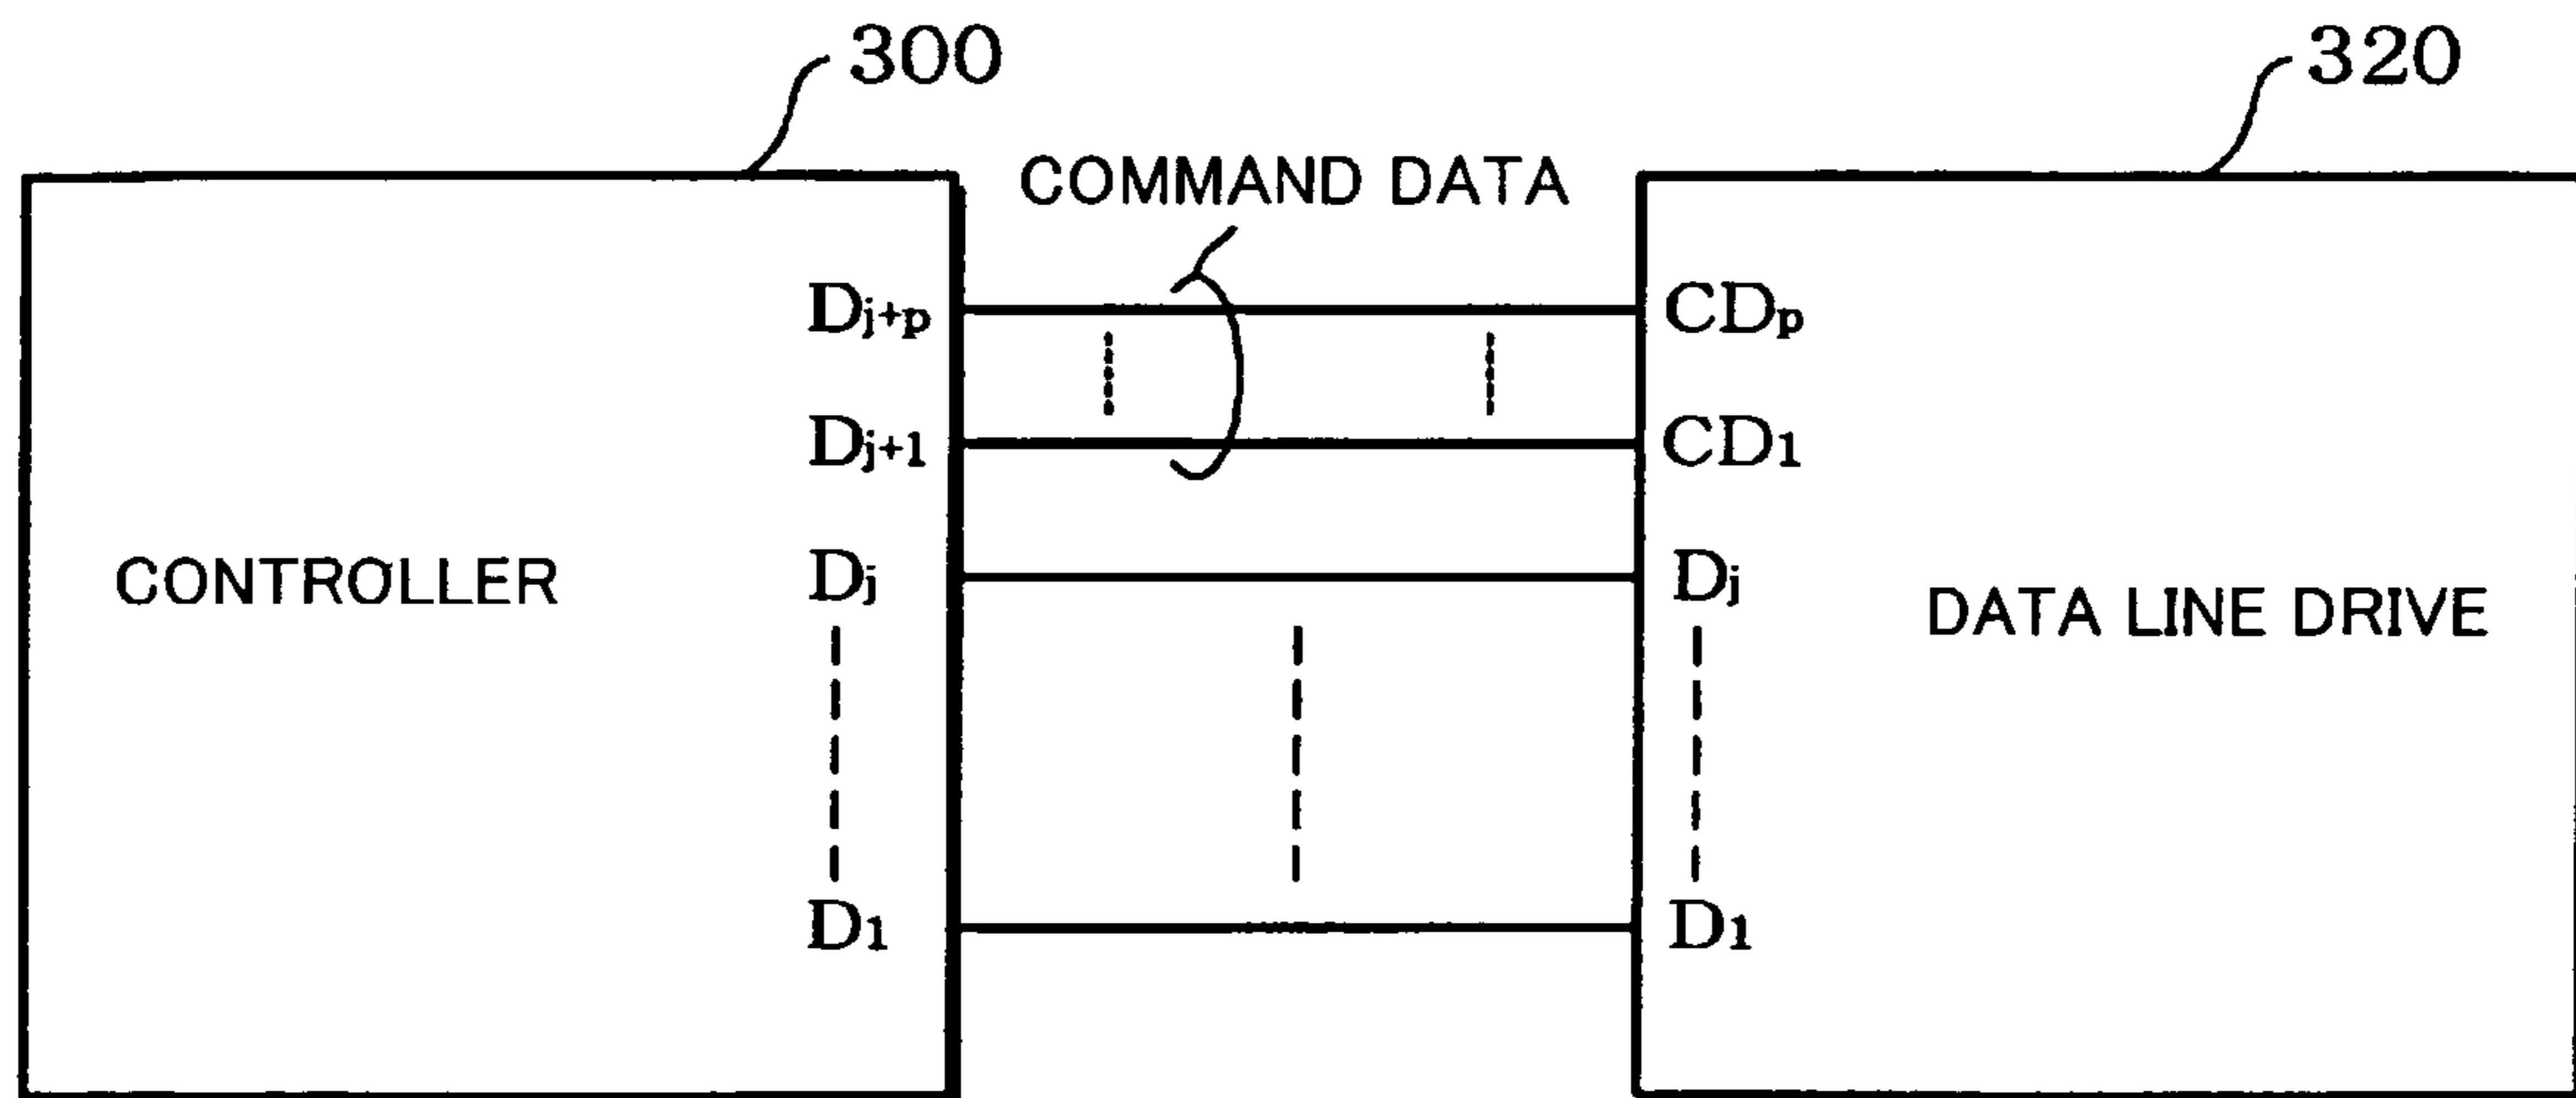 300
320
COMMAND DATA
Dj+p
CDp
Dj+1
CD1
CONTROLLER
Dj
Dj
DATA LINE DRIVE
D1
D1